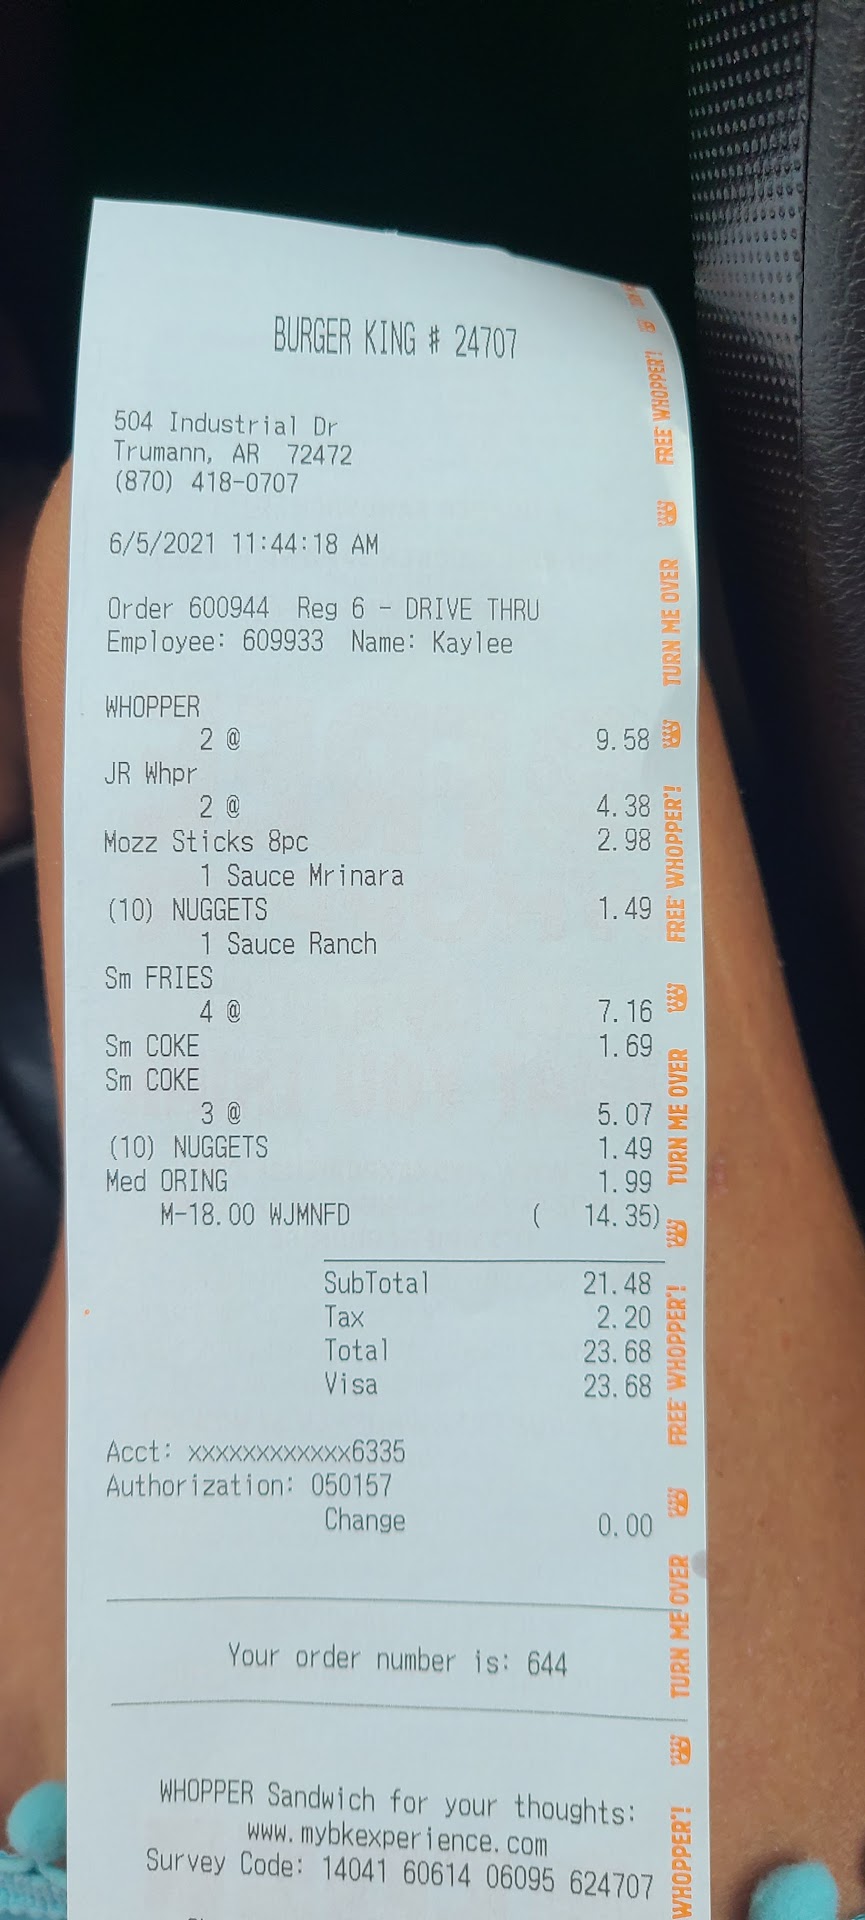 BURGER KING # 24707
504 Industrial Dr
Trumann, AR 72472
(870) 418-0707
6/5/2021 11:44:18 AM
Order 600944 Reg 6 - DRIVE THRU
Employee: 609933 Name: Kaylee
WHOPPER
2 @ 9.58
JR Whpr
2 @ 4.38
Mozz Sticks 8pc 2.98
1 Sauce Mrinara
(10) NUGGETS 1.49
1 Sauce Ranch
Sm FRIES
4 @ 7.16
Sm COKE 1.69
Sm COKE
3 @ 5.07
(10) NUGGETS 1.49
Med ORING 1.99
M-18.00 WJMNFD ( 14.35)
SubTotal 21.48
Tax 2.20
Total 23.68
Visa 23.68
Acct: xxxxxxxxxxxx6335
Authorization: 050157
Change 0.00
Your order number is: 644
WHOPPER Sandwich for your thoughts:
www.mybkexperience.com
Survey Code: 14041 60614 06095 624707
FREE WHOPPER!
TURN ME OVER
FREE WHOPPER!
TURN ME OVER
FREE WHOPPER!
TURN ME OVER
WHOPPER!